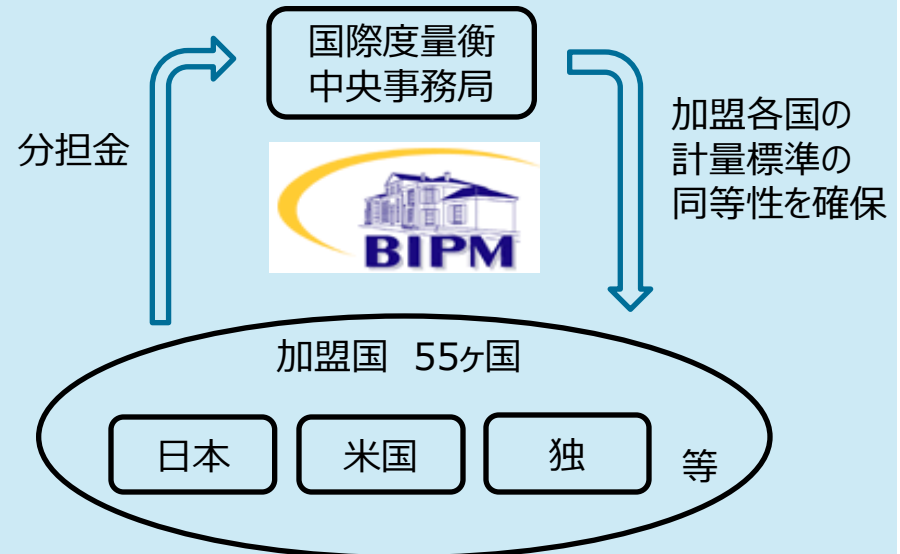 国際度量衡
中央事務局
分担金
加盟各国の
計量標準の
同等性を確保
BIPM
加盟国 55ヶ国
日本
米国
独
等